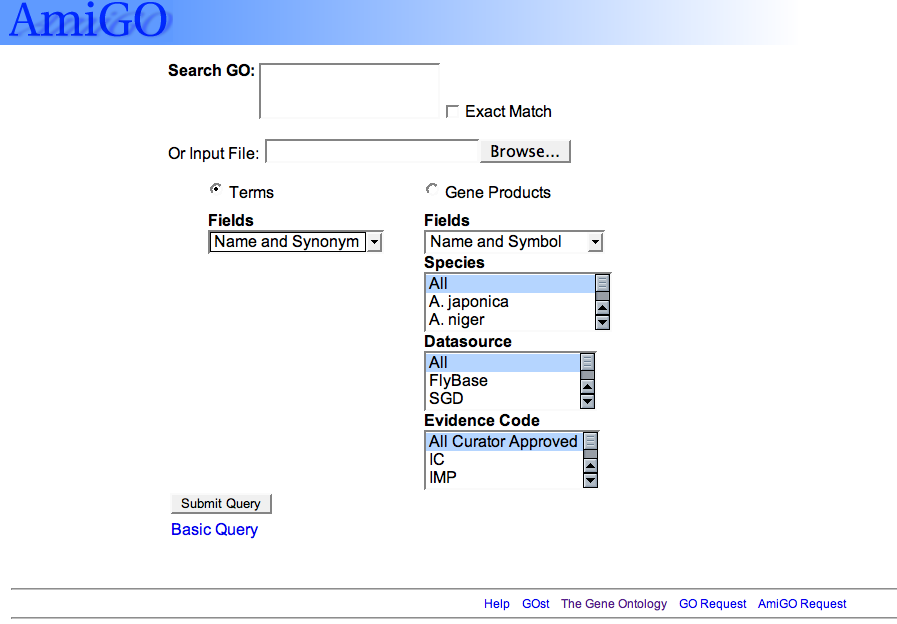 AmiGO
Search GO:
Exact Match
Or Input File: Browse...
Terms Gene Products
Fields Fields
Name and Synonym Name and Symbol
Species
All
A. japonica
A. niger
Datasource
All
FlyBase
SGD
Evidence Code
All Curator Approved
IC
IMP
Submit Query
Basic Query
Help GOst The Gene Ontology GO Request AmiGO Request